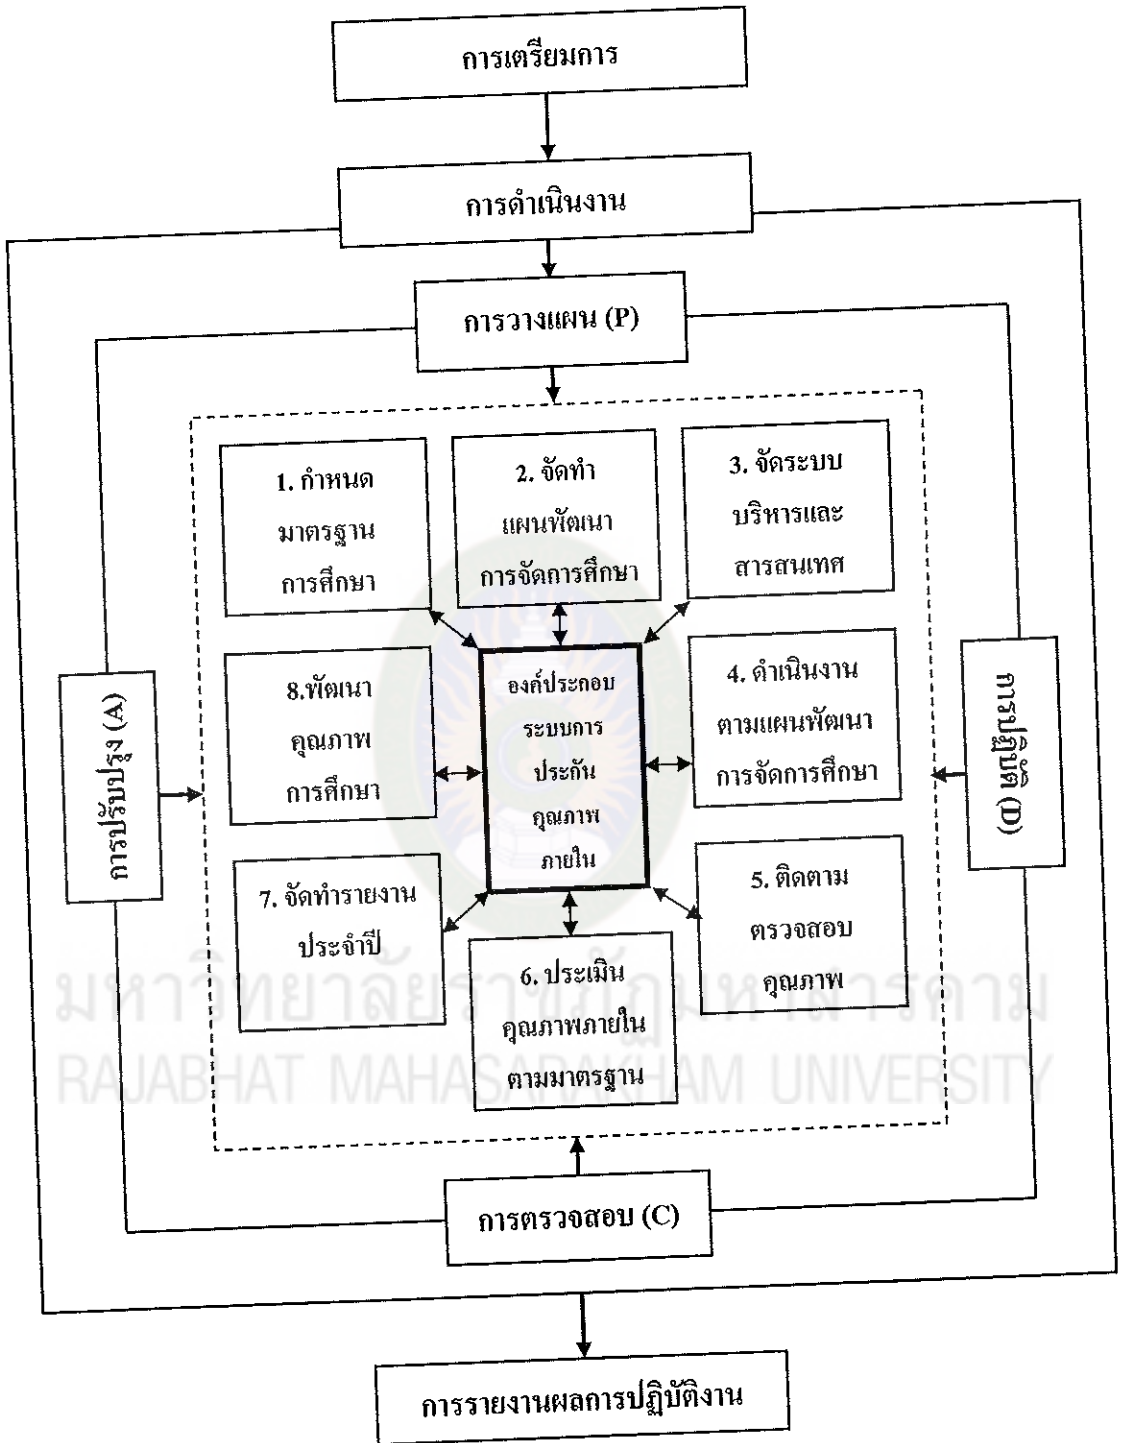 การเตรียมการ
การดำเนินงาน
การวางแผน (P)
1. กำหนด
มาตรฐาน
การศึกษา
2. จัดทำ
แผนพัฒนา
การจัดการศึกษา
3. จัดระบบ
บริหารและ
สารสนเทศ
8.พัฒนา
คุณภาพ
การศึกษา
องค์ประกอบ
ระบบการ
ประกัน
คุณภาพ
ภายใน
4. ดำเนินงาน
ตามแผนพัฒนา
การจัดการศึกษา
การปรับปรุง (A)
การปฏิบัติ (D)
7. จัดทำรายงาน
ประจำปี
6. ประเมิน
คุณภาพภายใน
ตามมาตรฐาน
5. ติดตาม
ตรวจสอบ
คุณภาพ
มหาวิทยาลัยราชภัฏมหาสารคาม
RAJABHAT MAHASARAKHAM UNIVERSITY
การตรวจสอบ (C)
การรายงานผลการปฏิบัติงาน